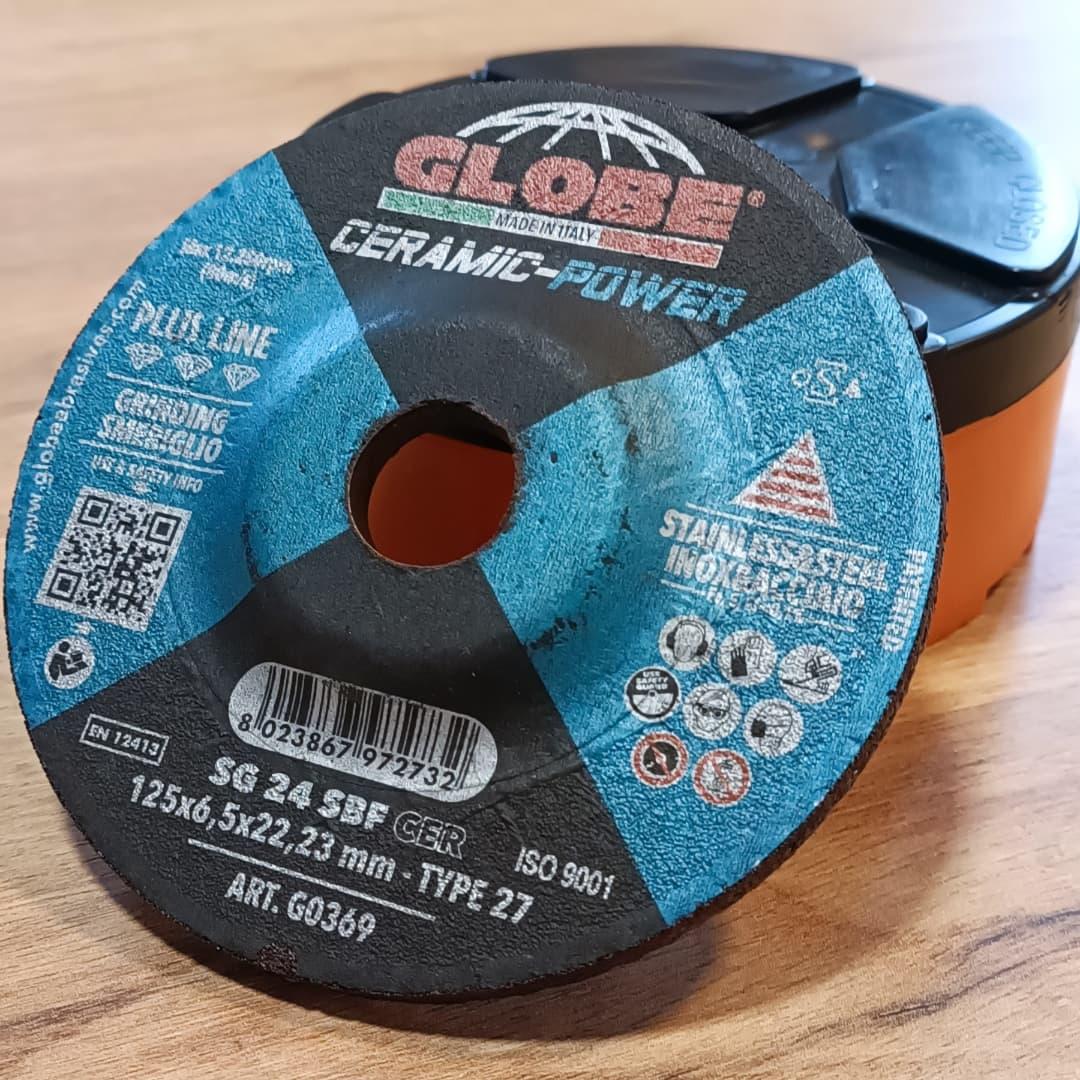 GLOBE®
MADE IN ITALY
CERAMIC-POWER
www.globeabrasives.com
PLUS LINE
GRINDING
SMERIGLIO
USE & SAFETY INFO
STAINLESS&STEEL
INOX&ACCIAIO
USE
SAFETY
8 023867 972732
EN 12413
SG 24 SBF CER
125x6,5x22,23 mm - TYPE 27
ISO 9001
ART. G0369